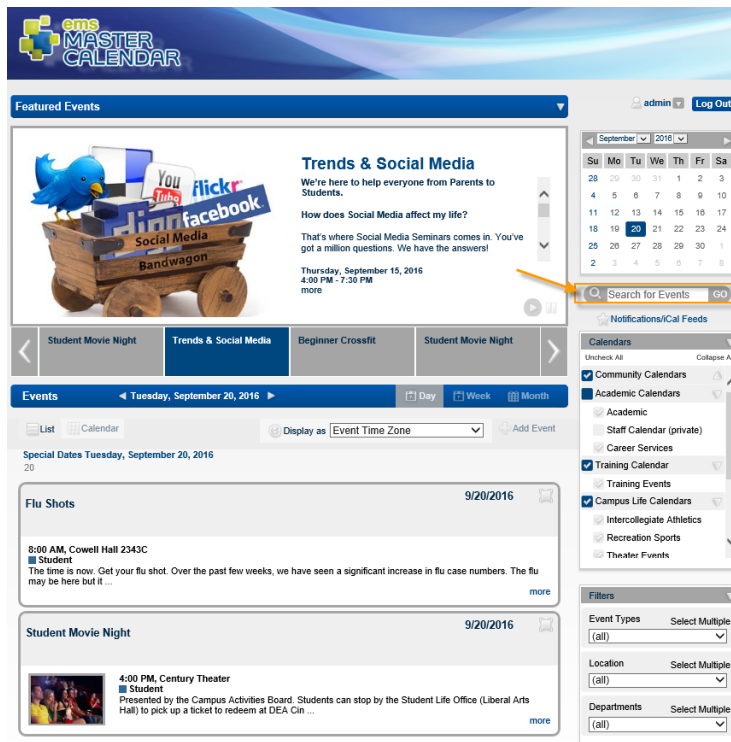 ems
MASTER
CALENDAR
Featured Events
admin
Log Out
You
Tube
flickr
digg
facebook.
Social Media
Bandwagon
Trends & Social Media
We're here to help everyone from Parents to
Students.
How does Social Media affect my life?
That's where Social Media Seminars comes in. You've
got a million questions. We have the answers!
Thursday, September 15, 2016
4:00 PM - 7:30 PM
more
Student Movie Night
Trends & Social Media
Beginner Crossfit
Student Movie Night
September 2016
Su Mo Tu We Th Fr Sa
28 29 30 31 1 2 3
4 5 6 7 8 9 10
11 12 13 14 15 16 17
18 19 20 21 22 23 24
25 26 27 28 29 30 1
2 3 4 5 6 7 8
Search for Events GO
Notifications/iCal Feeds
Calendars
Uncheck All Collapse A
Community Calendars
Academic Calendars
Academic
Staff Calendar (private)
Career Services
Training Calendar
Training Events
Campus Life Calendars
Intercollegiate Athletics
Recreation Sports
Theater Events
Filters
Event Types Select Multiple
(all)
Location Select Multiple
(all)
Departments Select Multiple
(all)
Events
Tuesday, September 20, 2016
Day
Week
Month
List
Calendar
Display as Event Time Zone
Add Event
Special Dates Tuesday, September 20, 2016
20
Flu Shots
9/20/2016
8:00 AM, Cowell Hall 2343C
Student
The time is now. Get your flu shot. Over the past few weeks, we have seen a significant increase in flu case numbers. The flu
may be here but it ...
more
Student Movie Night
9/20/2016
4:00 PM, Century Theater
Student
Presented by the Campus Activities Board. Students can stop by the Student Life Office (Liberal Arts
Hall) to pick up a ticket to redeem at DEA Cin ...
more